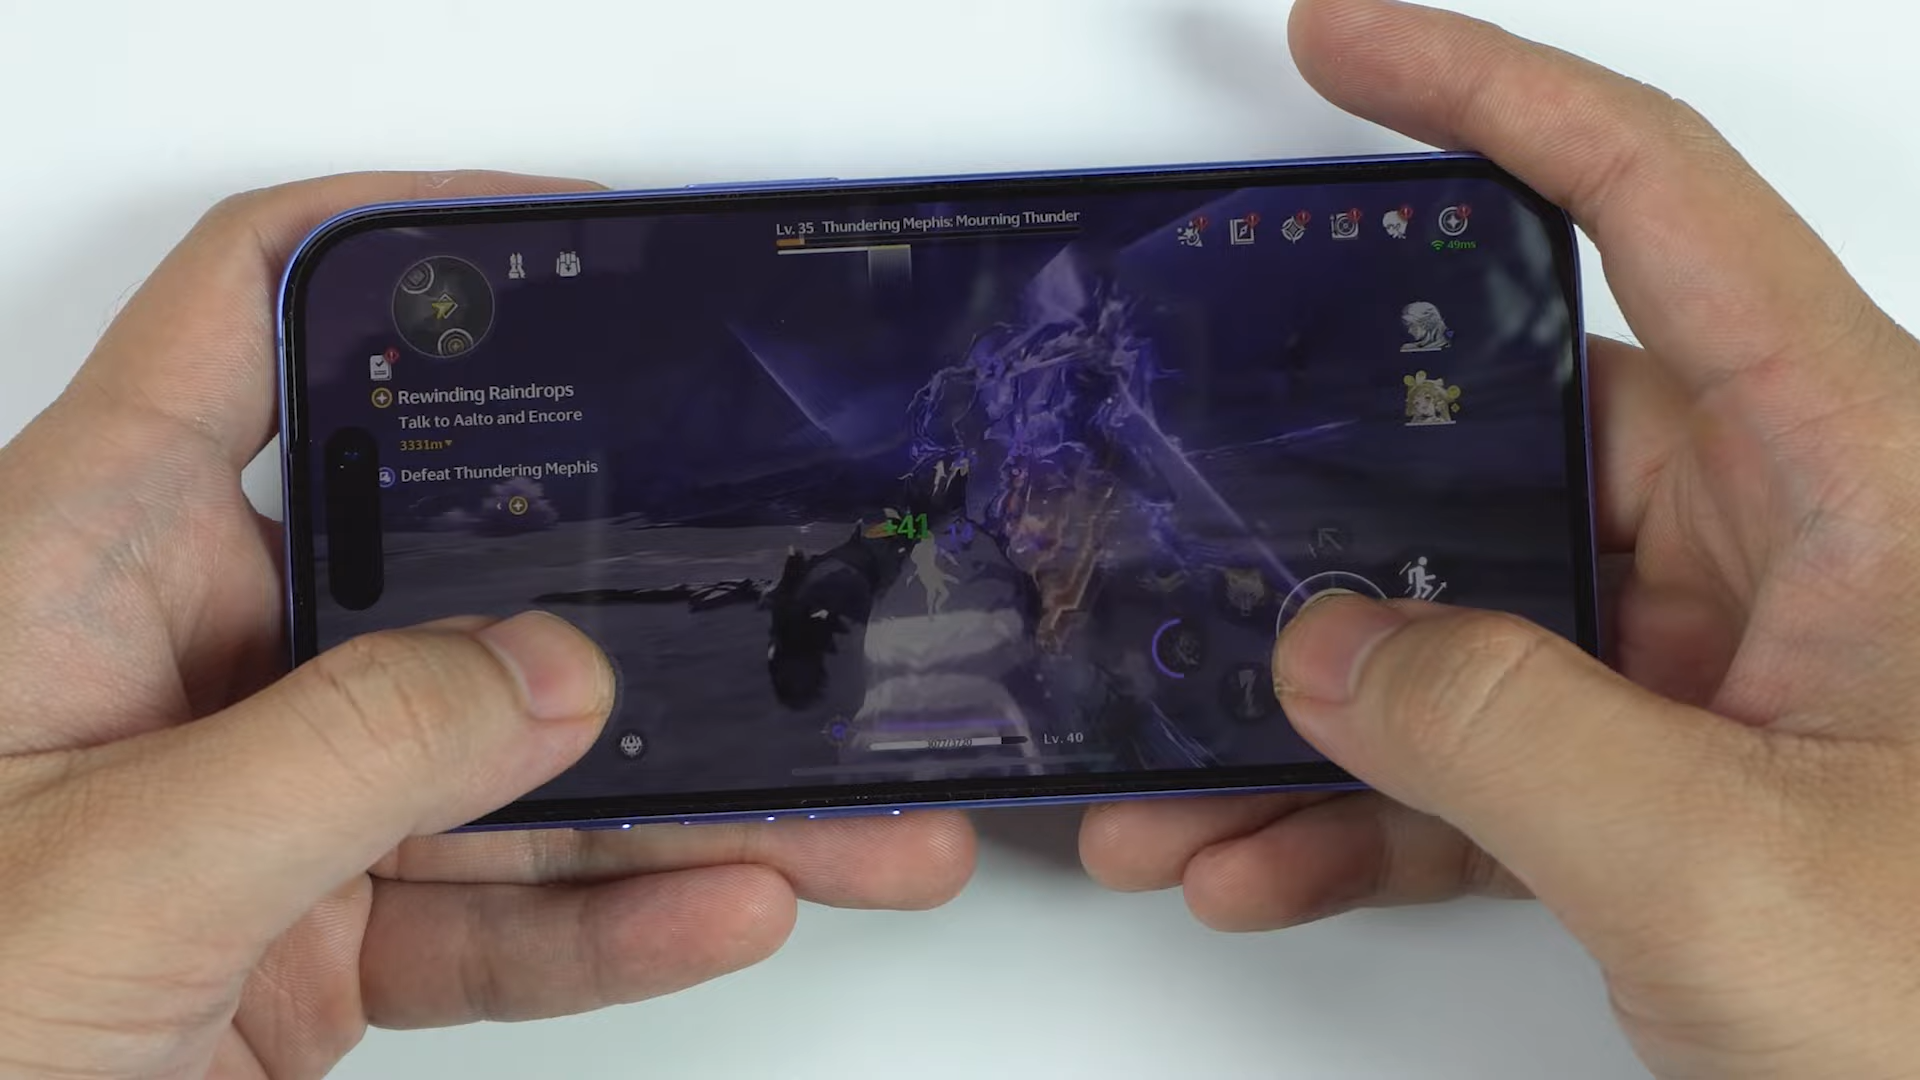 Lv. 35 Thundering Mephis: Mourning Thunder
49ms
Rewinding Raindrops
Talk to Aalto and Encore
3331m
Defeat Thundering Mephis
+41
Lv. 40